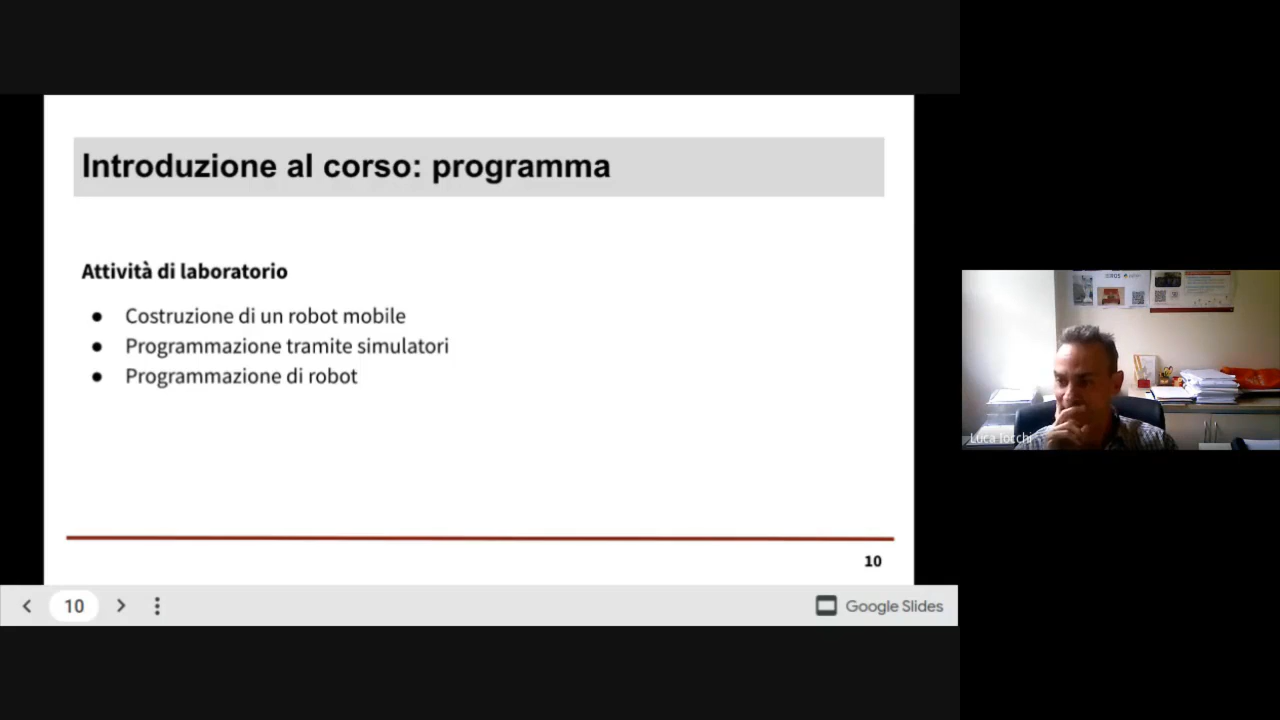 Introduzione al corso: programma
Attività di laboratorio
● Costruzione di un robot mobile
● Programmazione tramite simulatori
● Programmazione di robot
10
10
Google Slides
Luca Iocchi